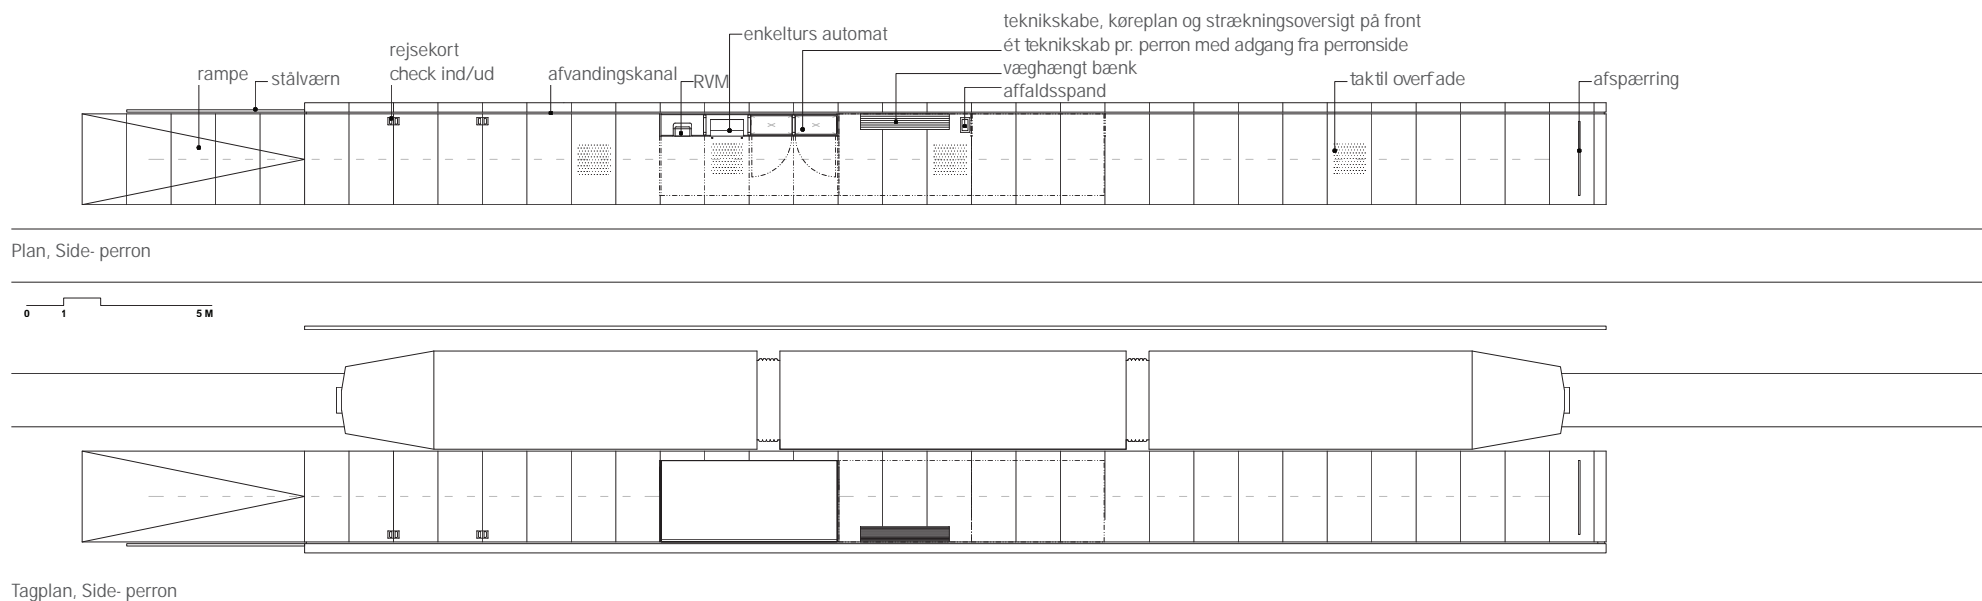 rampe
stålværn
rejsekort
check ind/ud
afvandingskanal
RVM
enkelturs automat
teknikskabe, køreplan og strækningsoversigt på front
ét teknikskab pr. perron med adgang fra perronside
væghængt bænk
affaldsspand
taktil overfade
afspærring
Plan, Side- perron
0 1 5 M
Tagplan, Side- perron